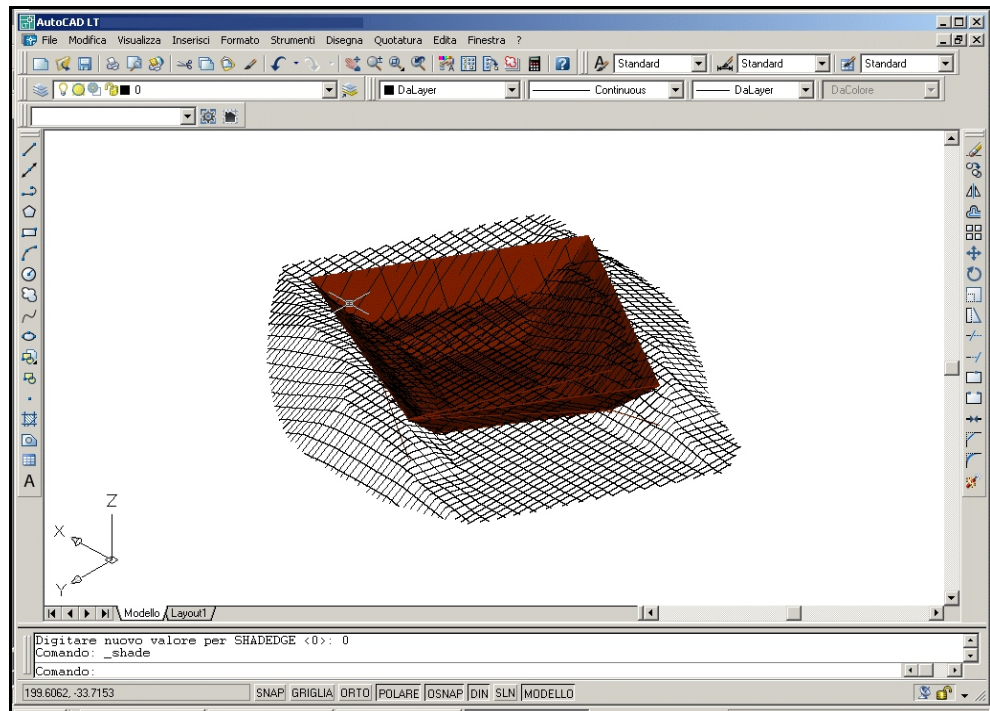 AutoCAD LT
File Modifica Visualizza Inserisci Formato Strumenti Disegna Quotatura Edita Finestra ?
Standard Standard Standard
0 DaLayer Continuous DaLayer DaColore
A
Z
X
Y
Modello Layout1
Digitare nuovo valore per SHADEDGE <0>: 0
Comando: _shade
Comando:
199.6062, -33.7153 SNAP GRIGLIA ORTO POLARE OSNAP DIN SLN MODELLO